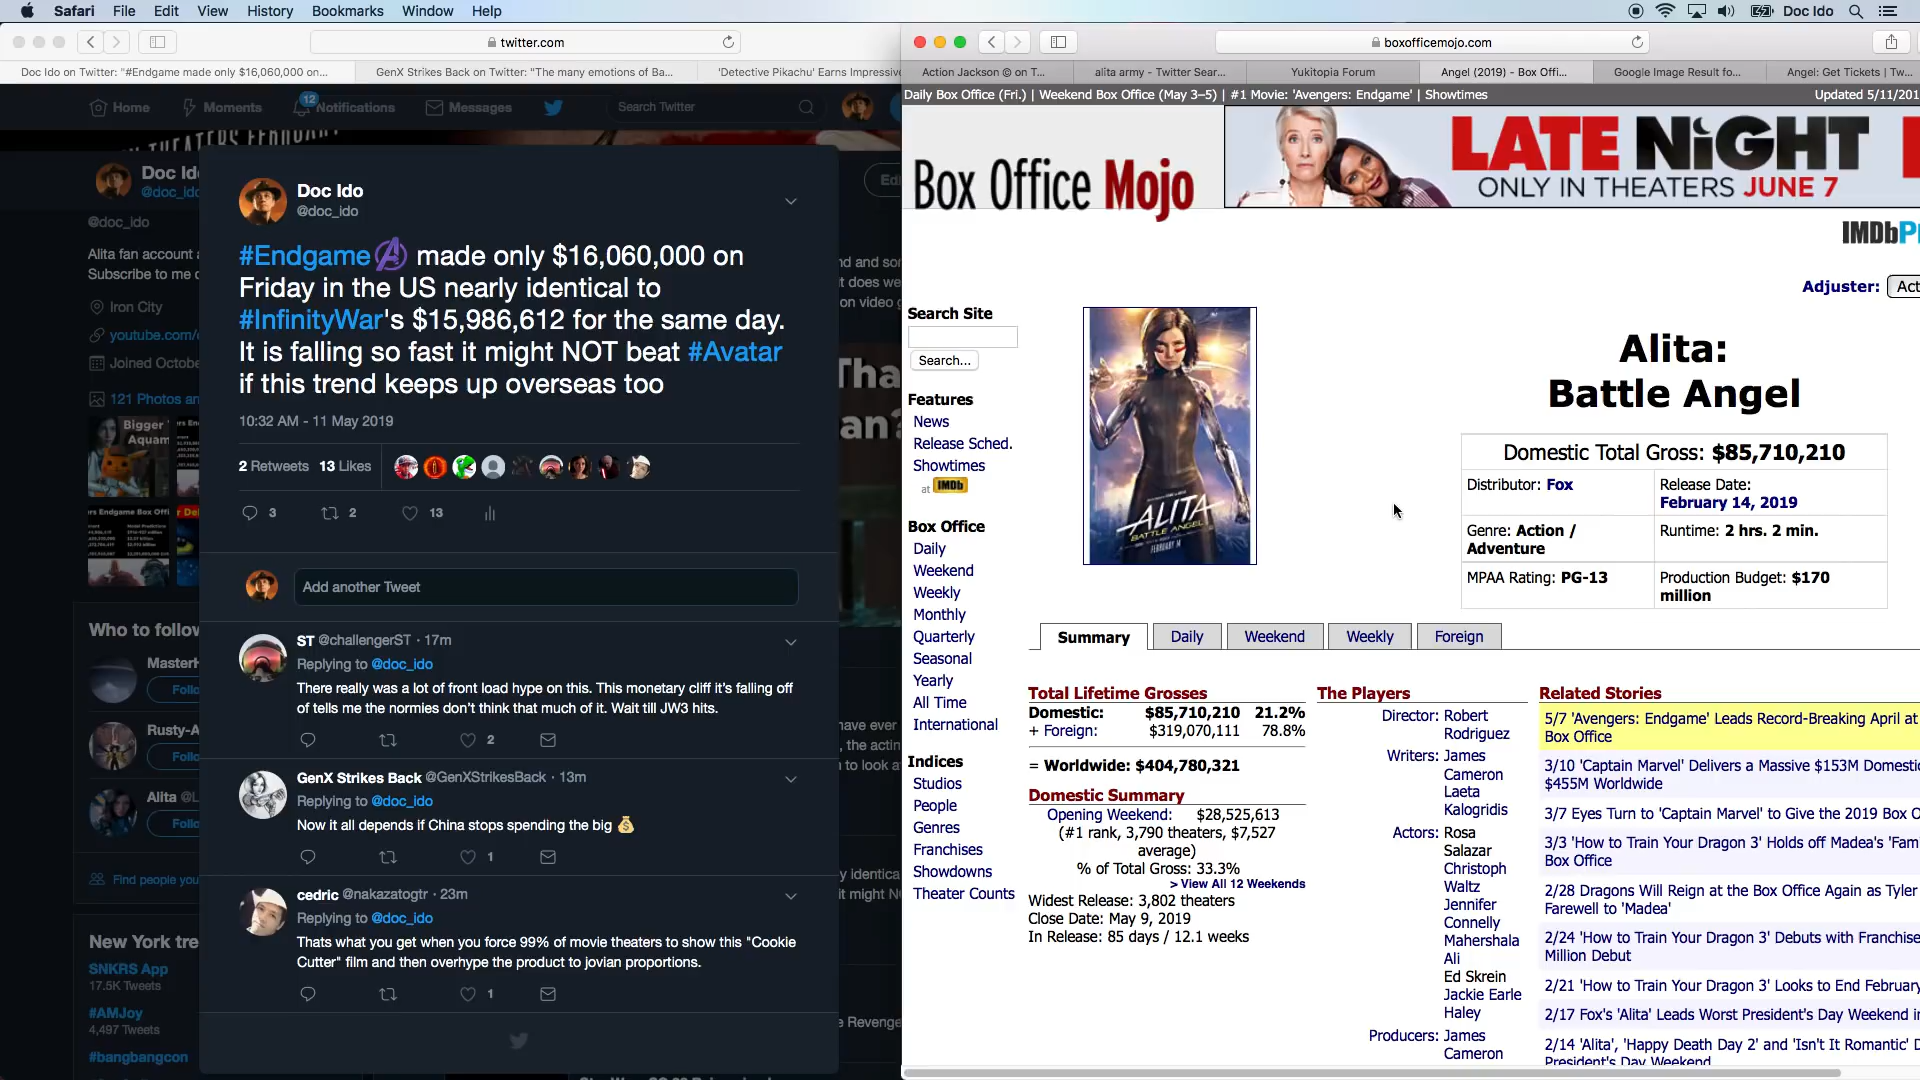 Safari File Edit View History Bookmarks Window Help
Doc Ido
twitter.com
boxofficemojo.com
Doc Ido on Twitter: "#Endgame made only $16,060,000 on...
GenX Strikes Back on Twitter: "The many emotions of Ba...
'Detective Pikachu' Earns Impressive
Action Jackson © on T...
alita army - Twitter Sear...
Yukitopia Forum
Angel (2019) - Box Offi...
Google Image Result fo...
Angel: Get Tickets | Tw...
Home Moments 12 Notifications Messages Search Twitter
Doc Ido
@doc_ido
@doc_ido
Alita fan account
Subscribe to me
Iron City
youtube.com/
Joined Octobe
121 Photos an
Bigger
Aquam
Who to follow
Master
Follo
Rusty-A
Follo
Alita @L
Follo
Find people you
New York tre
SNKRS App
17.5K Tweets
#AMJoy
4,497 Tweets
#bangbangcon
Doc Ido
@doc_ido
#Endgame made only $16,060,000 on
Friday in the US nearly identical to
#InfinityWar's $15,986,612 for the same day.
It is falling so fast it might NOT beat #Avatar
if this trend keeps up overseas too
10:32 AM - 11 May 2019
2 Retweets 13 Likes
3 2 13
Add another Tweet
ST @challengerST · 17m
Replying to @doc_ido
There really was a lot of front load hype on this. This monetary cliff it's falling off
of tells me the normies don't think that much of it. Wait till JW3 hits.
2
GenX Strikes Back @GenXStrikesBack · 13m
Replying to @doc_ido
Now it all depends if China stops spending the big
1
cedric @nakazatogtr · 23m
Replying to @doc_ido
Thats what you get when you force 99% of movie theaters to show this "Cookie
Cutter" film and then overhype the product to jovian proportions.
1
Daily Box Office (Fri.) | Weekend Box Office (May 3–5) | #1 Movie: 'Avengers: Endgame' | Showtimes
Updated 5/11/201
Box Office Mojo
LATE NIGHT
ONLY IN THEATERS JUNE 7
IMDbP
Adjuster: Act
Search Site
Search...
Features
News
Release Sched.
Showtimes
at IMDb
Box Office
Daily
Weekend
Weekly
Monthly
Quarterly
Seasonal
Yearly
All Time
International
Indices
Studios
People
Genres
Franchises
Showdowns
Theater Counts
ALITA
BATTLE ANGEL
FEBRUARY 14
Alita:
Battle Angel
Domestic Total Gross: $85,710,210
Distributor: Fox
Release Date:
February 14, 2019
Genre: Action /
Adventure
Runtime: 2 hrs. 2 min.
MPAA Rating: PG-13
Production Budget: $170
million
Summary Daily Weekend Weekly Foreign
Total Lifetime Grosses
Domestic: $85,710,210 21.2%
+ Foreign: $319,070,111 78.8%
= Worldwide: $404,780,321
Domestic Summary
Opening Weekend: $28,525,613
(#1 rank, 3,790 theaters, $7,527
average)
% of Total Gross: 33.3%
> View All 12 Weekends
Widest Release: 3,802 theaters
Close Date: May 9, 2019
In Release: 85 days / 12.1 weeks
The Players
Director: Robert
Rodriguez
Writers: James
Cameron
Laeta
Kalogridis
Actors: Rosa
Salazar
Christoph
Waltz
Jennifer
Connelly
Mahershala
Ali
Ed Skrein
Jackie Earle
Haley
Producers: James
Cameron
Related Stories
5/7 'Avengers: Endgame' Leads Record-Breaking April at
Box Office
3/10 'Captain Marvel' Delivers a Massive $153M Domestic
$455M Worldwide
3/7 Eyes Turn to 'Captain Marvel' to Give the 2019 Box O
3/3 'How to Train Your Dragon 3' Holds off Madea's 'Fam
Box Office
2/28 Dragons Will Reign at the Box Office Again as Tyler
Farewell to 'Madea'
2/24 'How to Train Your Dragon 3' Debuts with Franchise
Million Debut
2/21 'How to Train Your Dragon 3' Looks to End February
2/17 Fox's 'Alita' Leads Worst President's Day Weekend in
2/14 'Alita', 'Happy Death Day 2' and 'Isn't It Romantic' D
President's Day Weekend